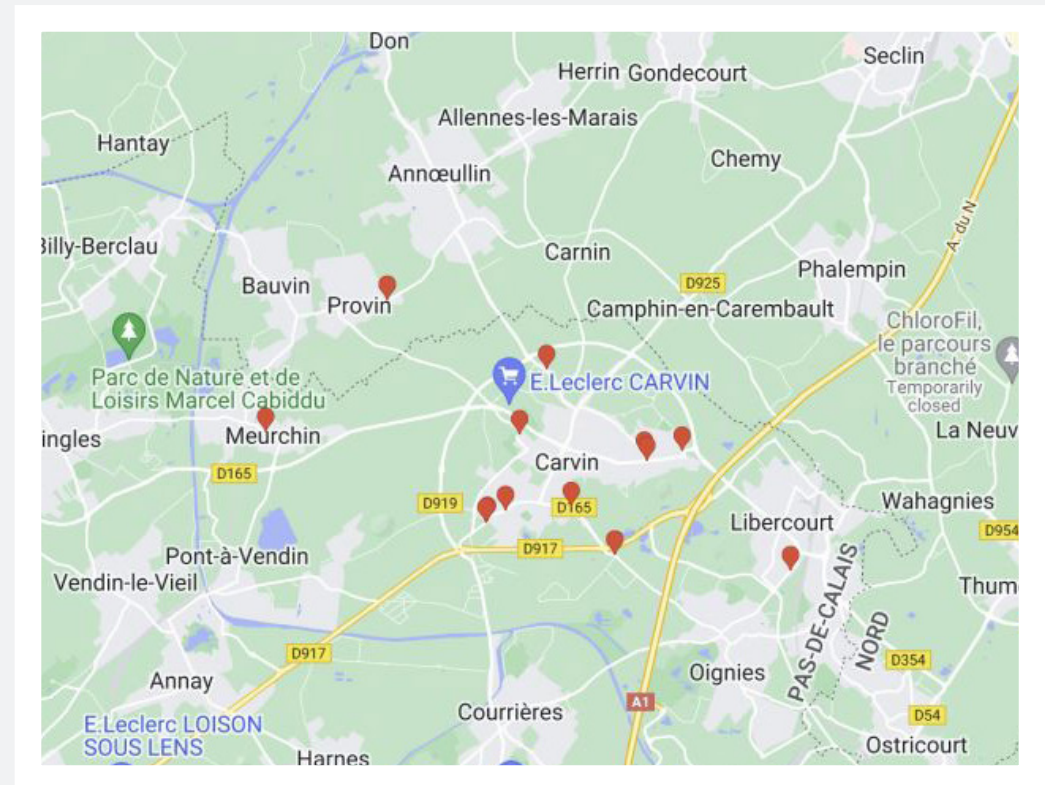 Don
Seclin
Herrin
Gondecourt
Allennes-les-Marais
Hantay
Chemy
Annœullin
A. du N
Billy-Berclau
Carnin
Phalempin
Bauvin
D925
Provin
Camphin-en-Carembault
ChloroFil,
le parcours
branché
Temporarily
closed
Parc de Nature et de
Loisirs Marcel Cabiddu
E.Leclerc CARVIN
ingles
Meurchin
La Neuv
Carvin
D165
D919
D165
Wahagnies
Libercourt
D954
D917
Pont-à-Vendin
Vendin-le-Vieil
Thum
PAS-DE-CALAIS
NORD
D917
D354
Oignies
Annay
A1
Courrières
D54
E.Leclerc LOISON
SOUS LENS
Ostricourt
Harnes